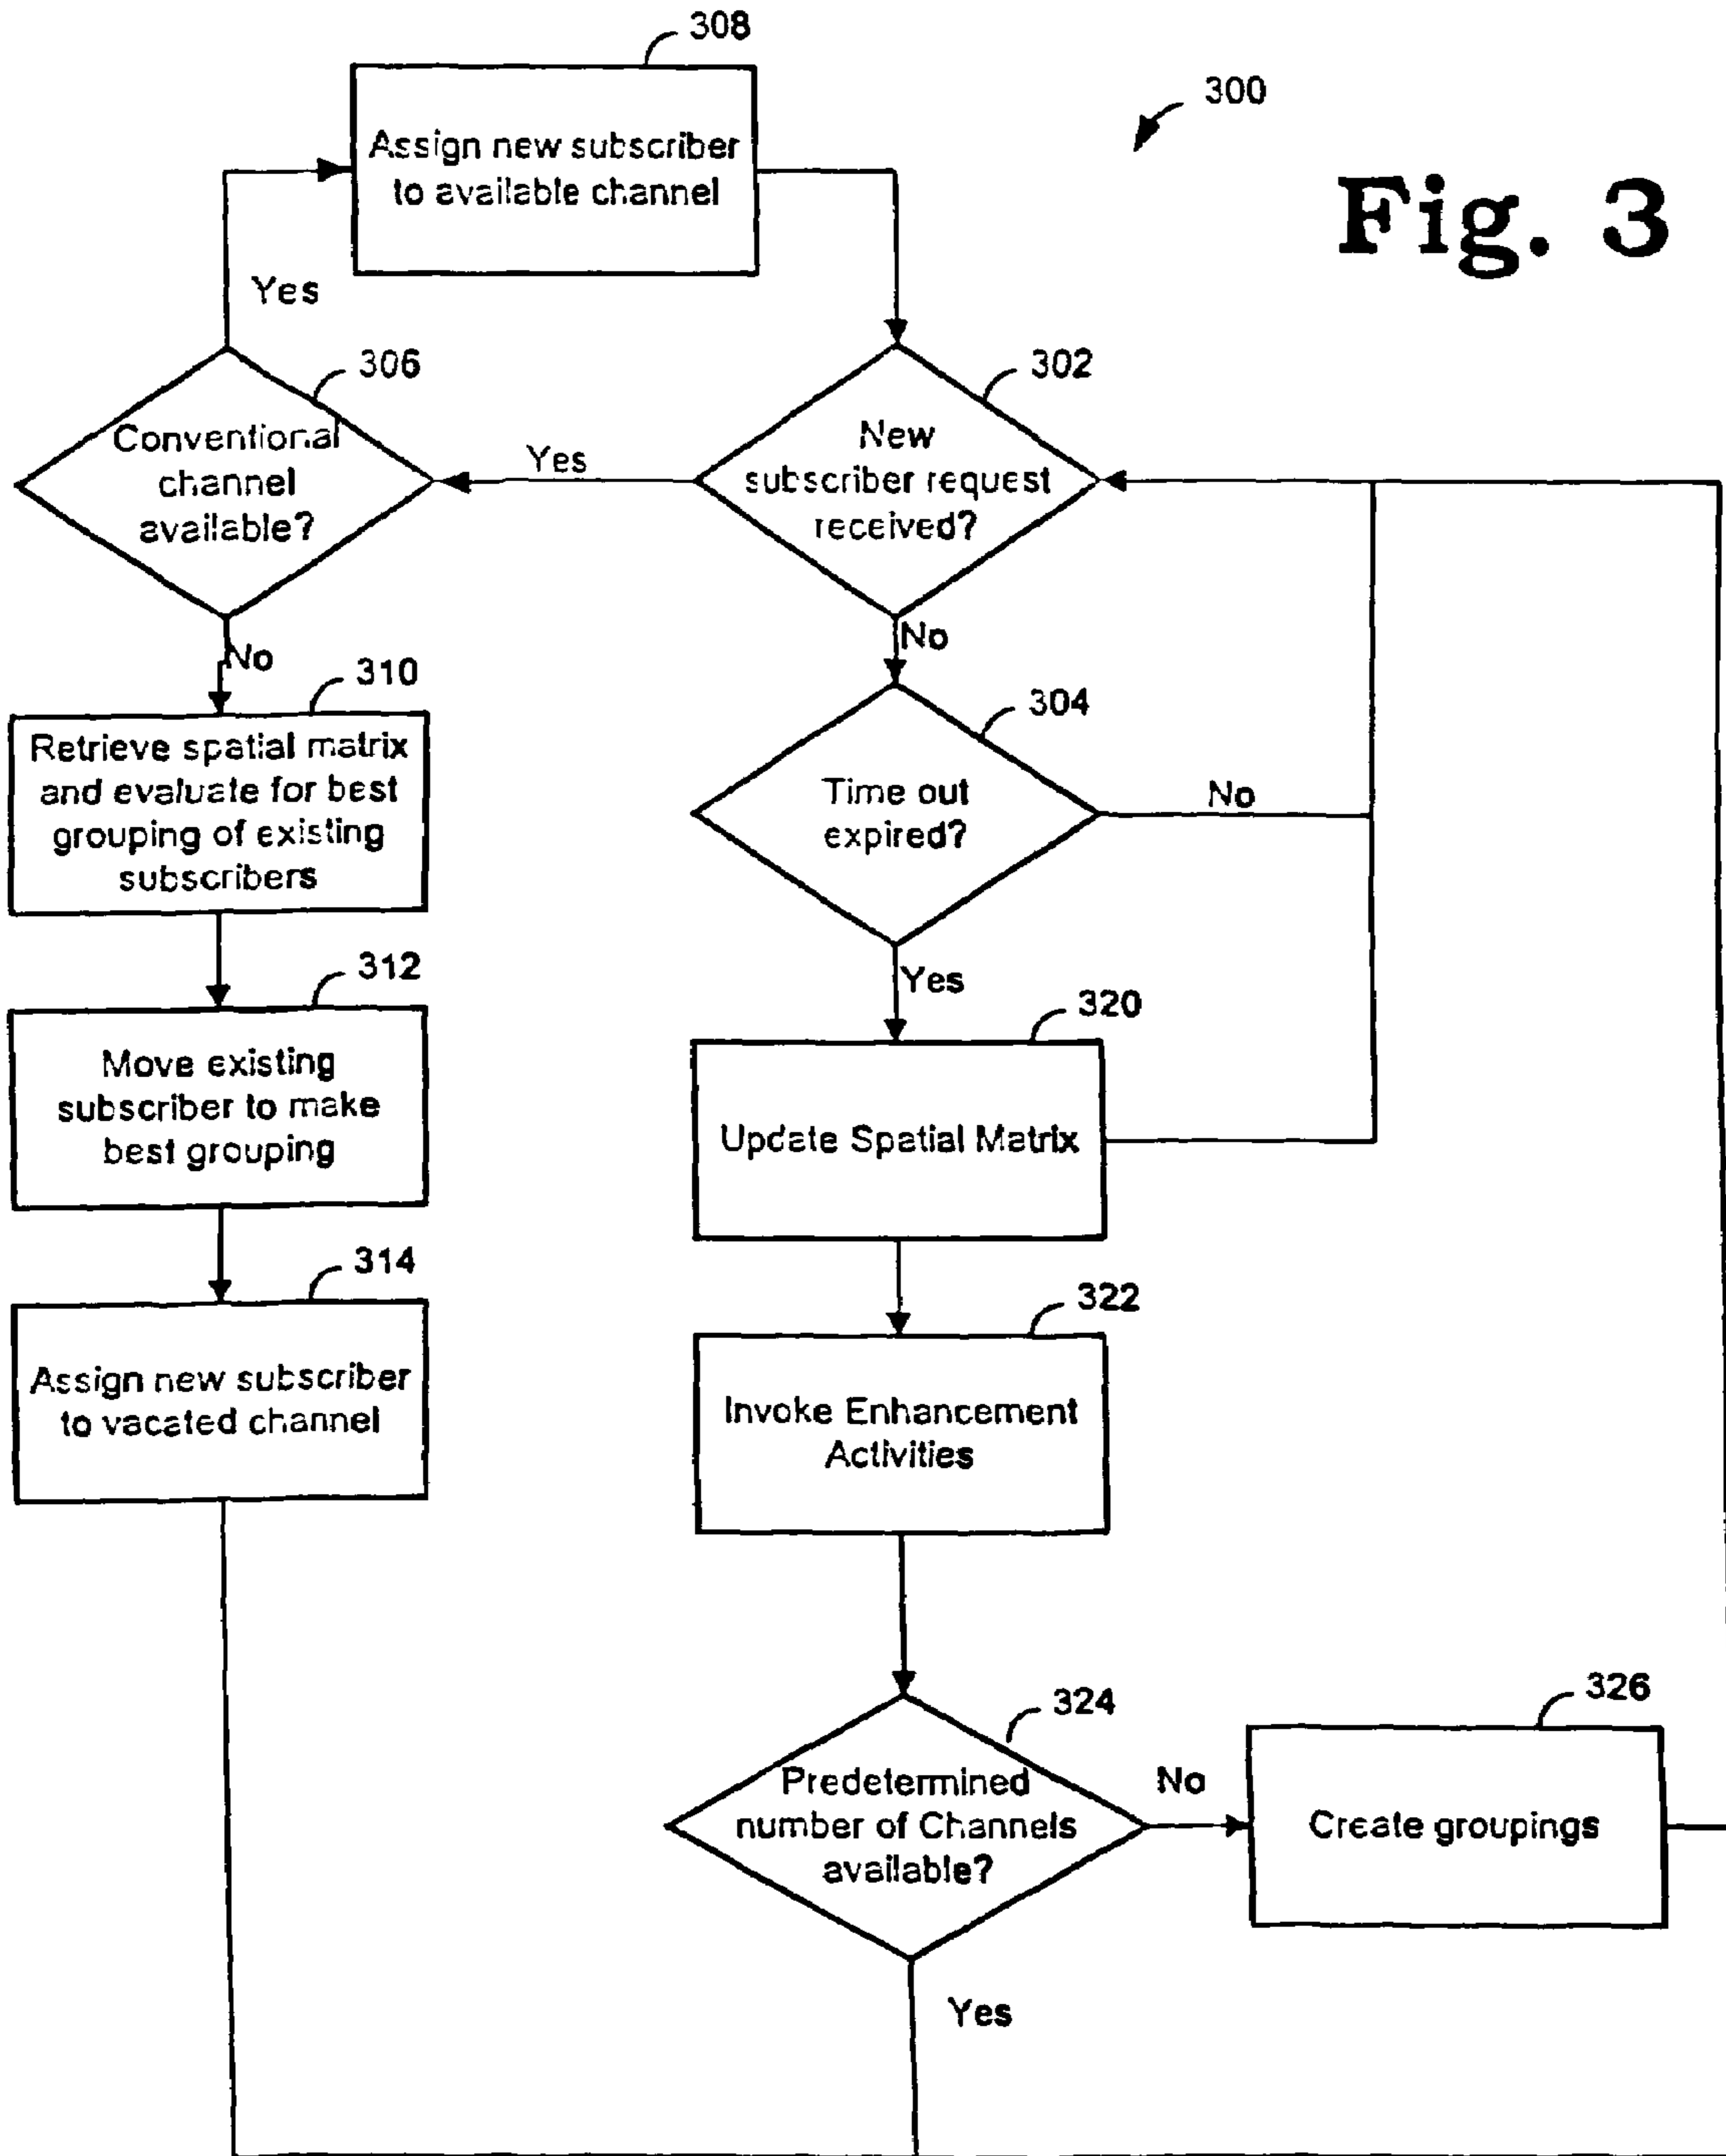 308
Assign new subscriber
to available channel
300
Fig. 3
Yes
306
Conventional
channel
available?
Yes
302
New
subscriber request
received?
No
No
310
Retrieve spatial matrix
and evaluate for best
grouping of existing
subscribers
304
Time out
expired?
No
Yes
312
Move existing
subscriber to make
best grouping
320
Update Spatial Matrix
314
Assign new subscriber
to vacated channel
322
Invoke Enhancement
Activities
324
Predetermined
number of Channels
available?
No
326
Create groupings
Yes